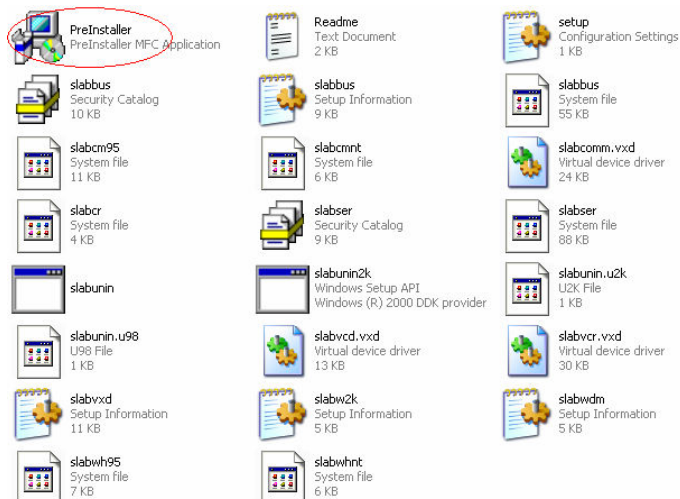 PreInstaller
PreInstaller MFC Application
Readme
Text Document
2 KB
setup
Configuration Settings
1 KB
slabbus
Security Catalog
10 KB
slabbus
Setup Information
9 KB
slabbus
System file
55 KB
slabcm95
System file
11 KB
slabcmnt
System file
6 KB
slabcomm.vxd
Virtual device driver
24 KB
slabcr
System file
4 KB
slabser
Security Catalog
9 KB
slabser
System file
88 KB
slabunin
slabunin2k
Windows Setup API
Windows (R) 2000 DDK provider
slabunin.u2k
U2K File
1 KB
slabunin.u98
U98 File
1 KB
slabvcd.vxd
Virtual device driver
13 KB
slabvcr.vxd
Virtual device driver
30 KB
slabvxd
Setup Information
11 KB
slabw2k
Setup Information
5 KB
slabwdm
Setup Information
5 KB
slabwh95
System file
7 KB
slabwhnt
System file
6 KB